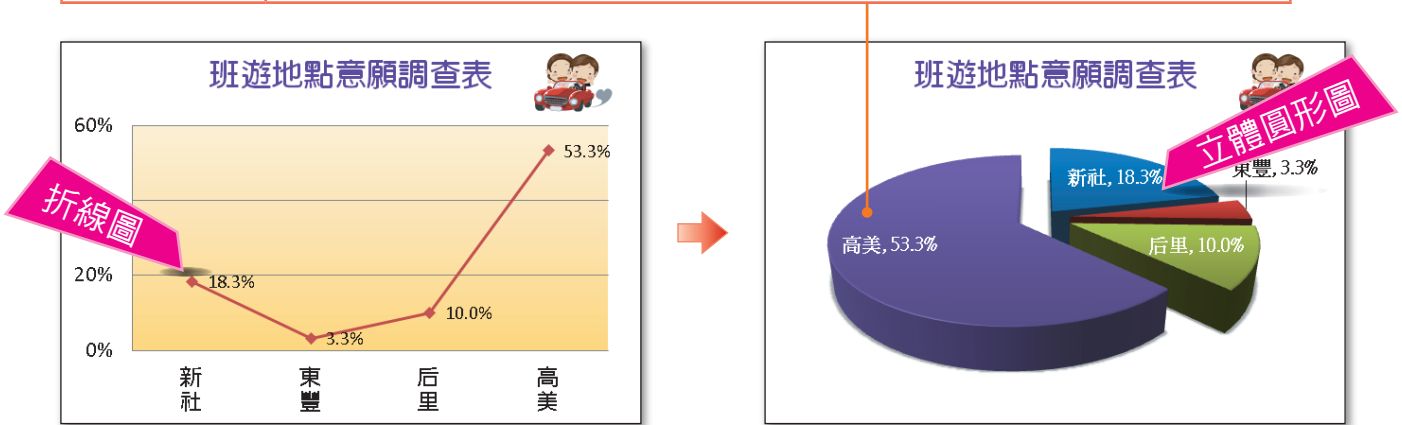 班遊地點意願調查表
60%
53.3%
折線圖
20%
18.3%
10.0%
3.3%
0%
新社
東豐
后里
高美
班遊地點意願調查表
立體圓形圖
新社, 18.3%
東豐, 3.3%
高美, 53.3%
后里, 10.0%